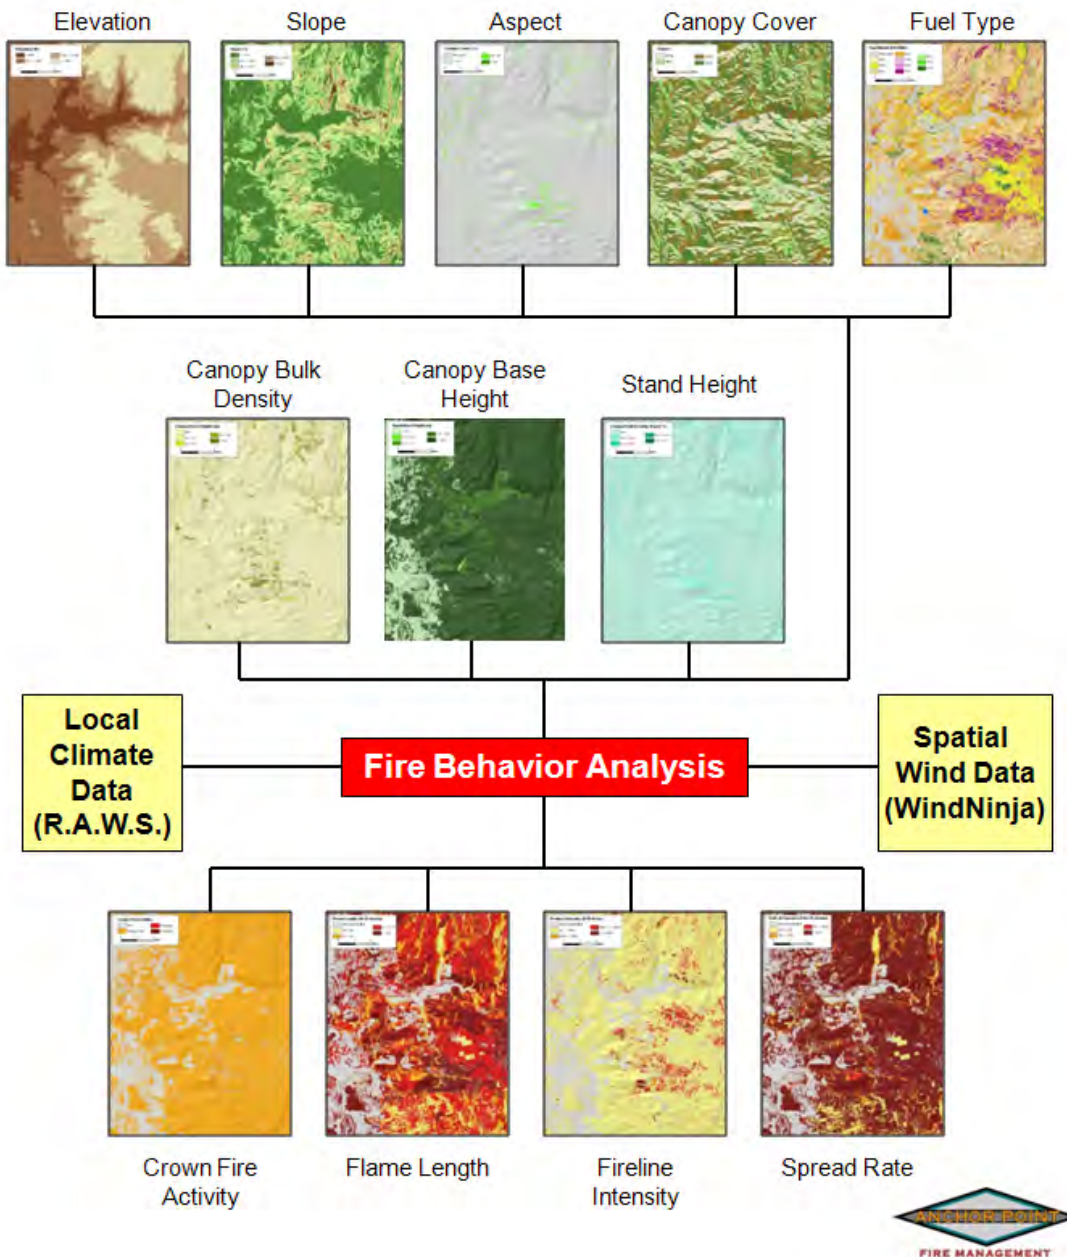 Elevation
Slope
Aspect
Canopy Cover
Fuel Type
Canopy Bulk
Density
Canopy Base
Height
Stand Height
Local
Climate
Data
(R.A.W.S.)
Fire Behavior Analysis
Spatial
Wind Data
(WindNinja)
Crown Fire
Activity
Flame Length
Fireline
Intensity
Spread Rate
ANCHOR POINT
FIRE MANAGEMENT